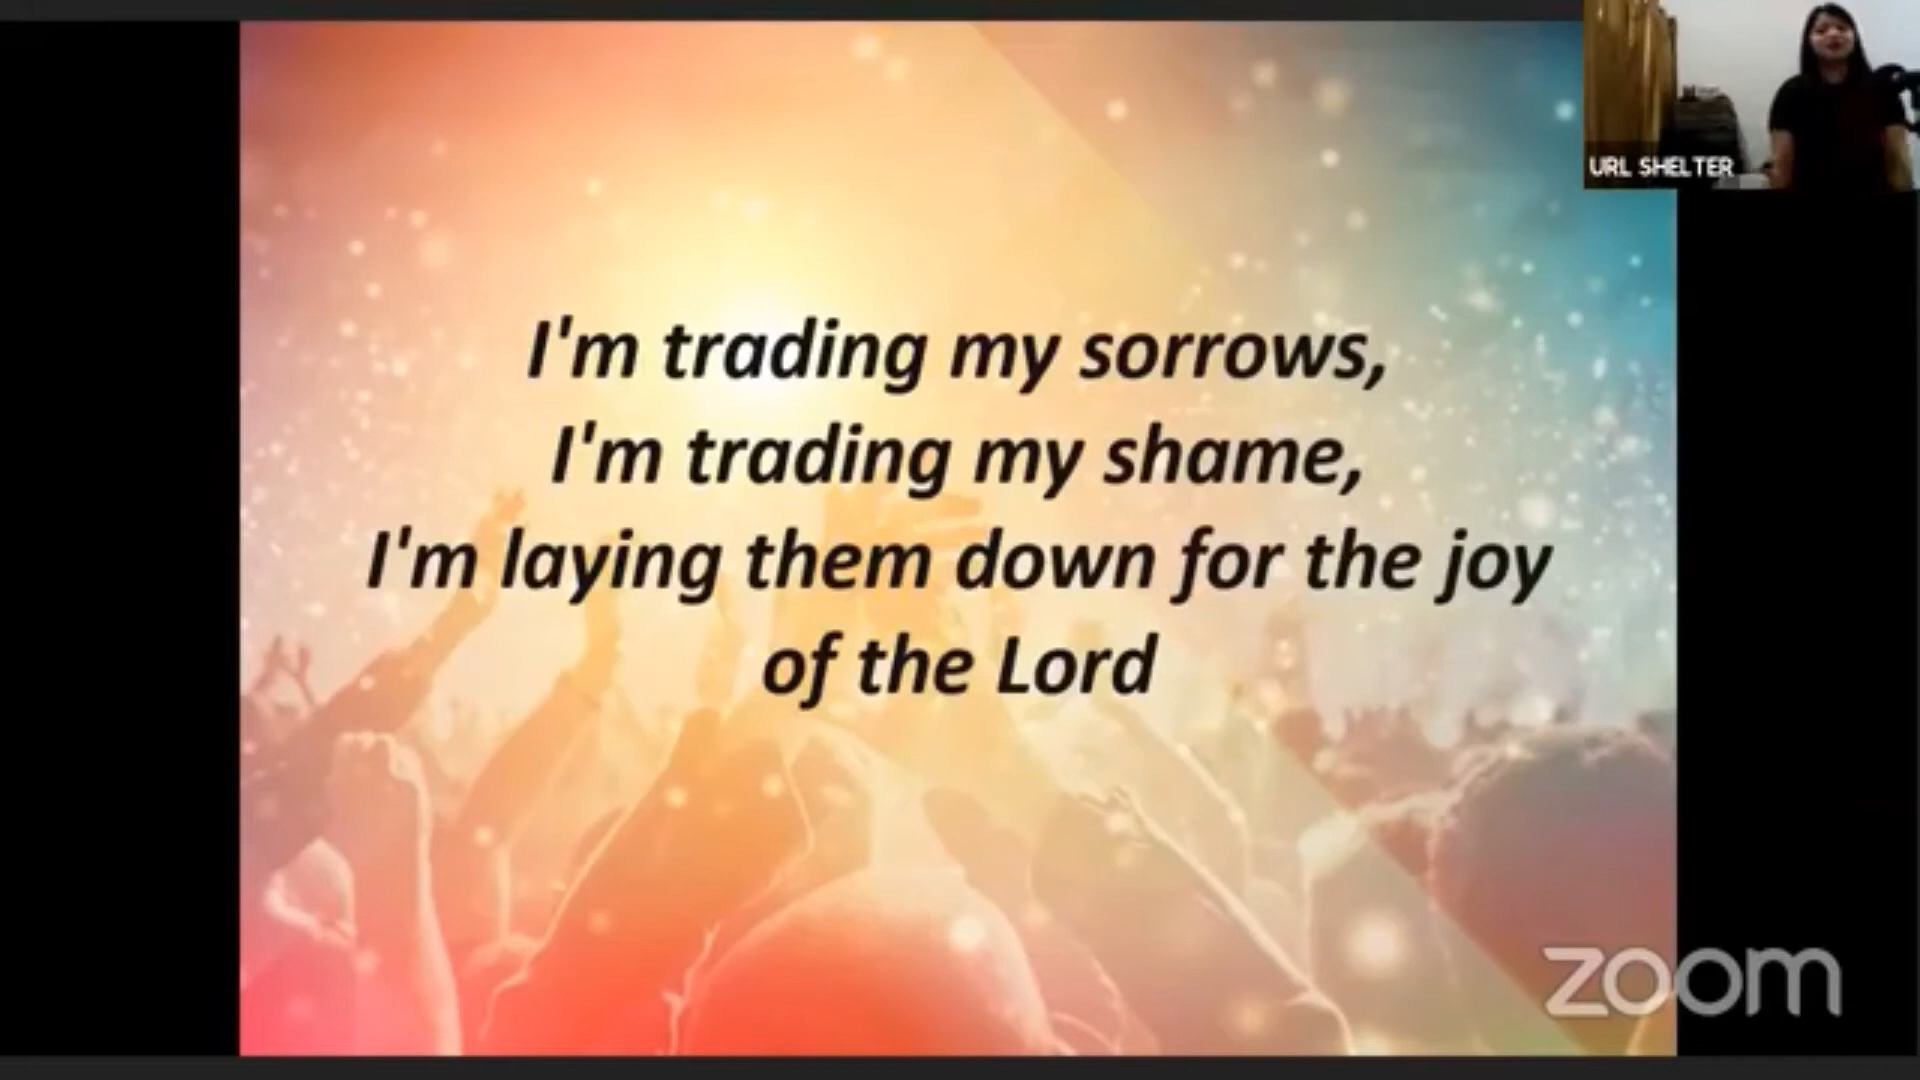 URL SHELTER
I'm trading my sorrows,
I'm trading my shame,
I'm laying them down for the joy
of the Lord
zoom